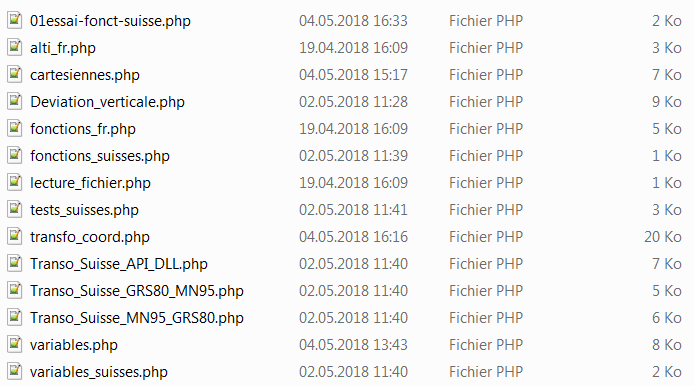 01essai-fonct-suisse.php 04.05.2018 16:33 Fichier PHP 2 Ko
alti_fr.php 19.04.2018 16:09 Fichier PHP 3 Ko
cartesiennes.php 04.05.2018 15:17 Fichier PHP 7 Ko
Deviation_verticale.php 02.05.2018 11:28 Fichier PHP 9 Ko
fonctions_fr.php 19.04.2018 16:09 Fichier PHP 5 Ko
fonctions_suisses.php 02.05.2018 11:39 Fichier PHP 1 Ko
lecture_fichier.php 19.04.2018 16:09 Fichier PHP 1 Ko
tests_suisses.php 02.05.2018 11:41 Fichier PHP 3 Ko
transfo_coord.php 04.05.2018 16:16 Fichier PHP 20 Ko
Transo_Suisse_API_DLL.php 02.05.2018 11:40 Fichier PHP 7 Ko
Transo_Suisse_GRS80_MN95.php 02.05.2018 11:40 Fichier PHP 5 Ko
Transo_Suisse_MN95_GRS80.php 02.05.2018 11:40 Fichier PHP 6 Ko
variables.php 04.05.2018 13:43 Fichier PHP 8 Ko
variables_suisses.php 02.05.2018 11:40 Fichier PHP 2 Ko